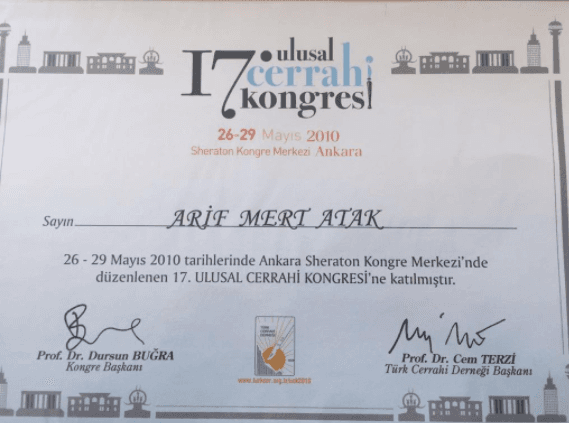 17. ulusal
cerrahi
kongresi
26-29 Mayıs 2010
Sheraton Kongre Merkezi Ankara
Sayın ARİF MERT ATAK
26 - 29 Mayıs 2010 tarihlerinde Ankara Sheraton Kongre Merkezi'nde
düzenlenen 17. ULUSAL CERRAHİ KONGRESİ'ne katılmıştır.
Prof. Dr. Dursun BUĞRA
Kongre Başkanı
Prof. Dr. Cem TERZİ
Türk Cerrahi Derneği Başkanı